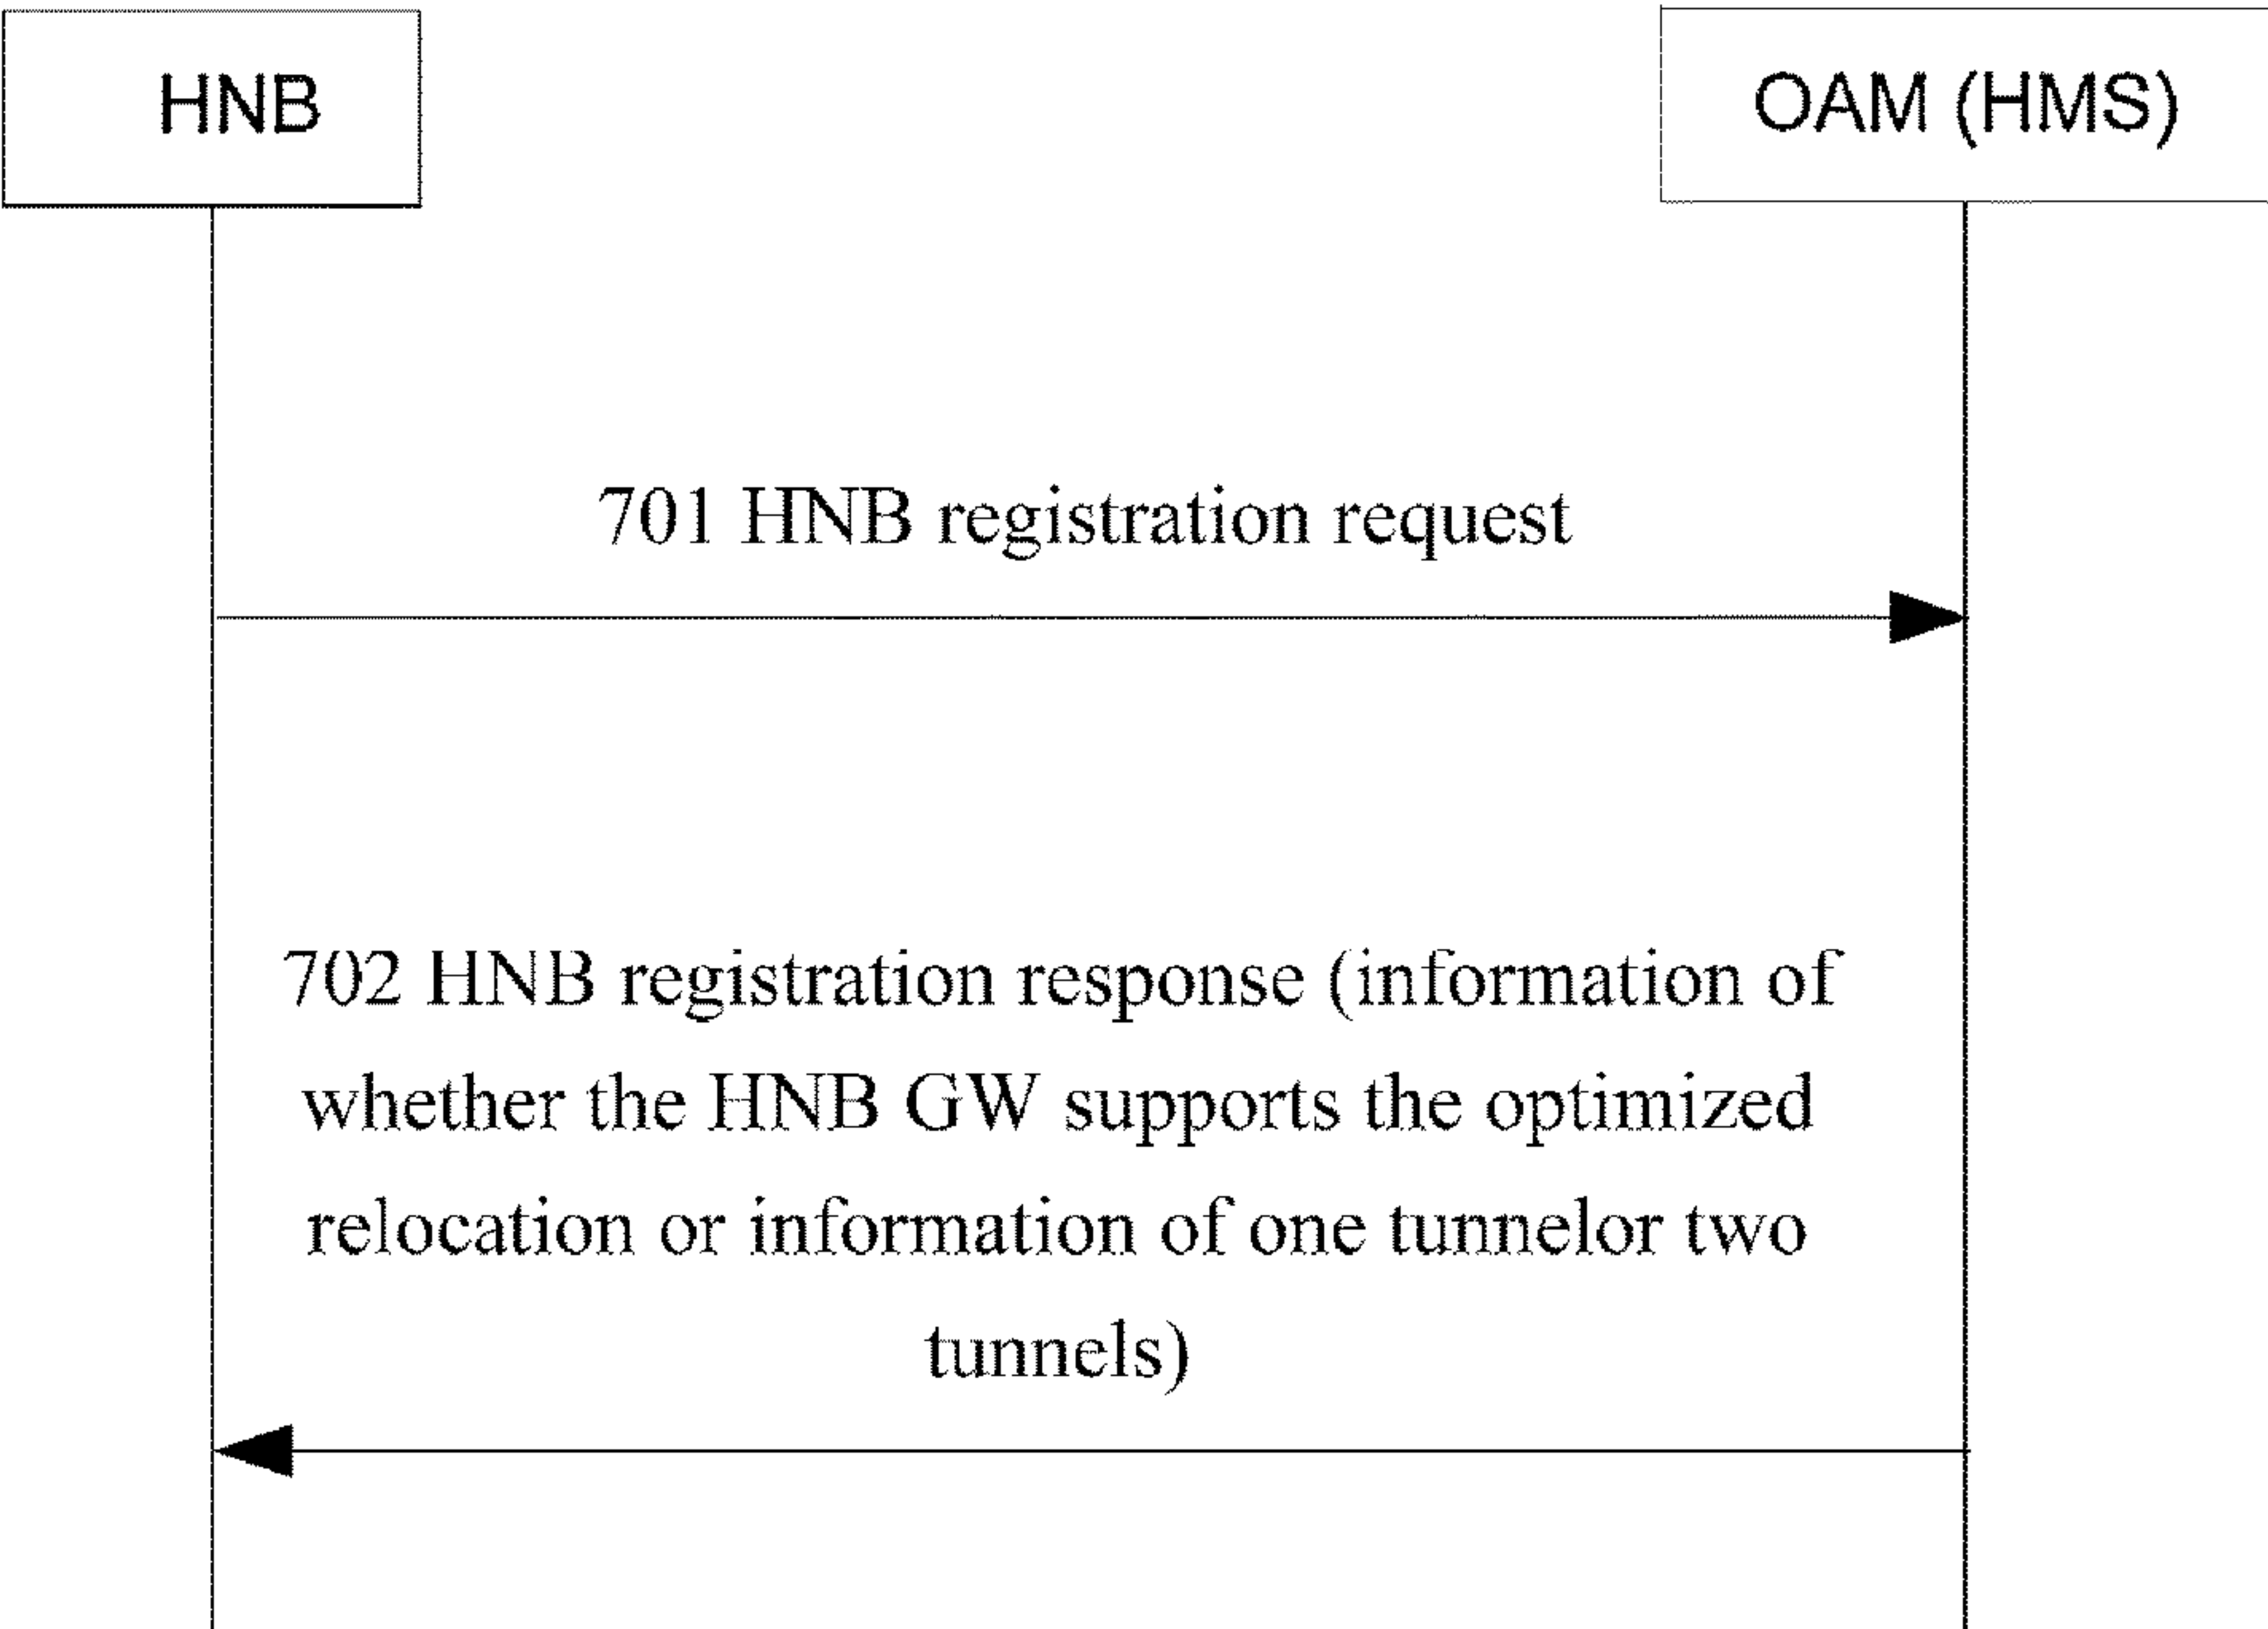 HNB
OAM (HMS)
701 HNB registration request
702 HNB registration response (information of
whether the HNB GW supports the optimized
relocation or information of one tunnelor two
tunnels)